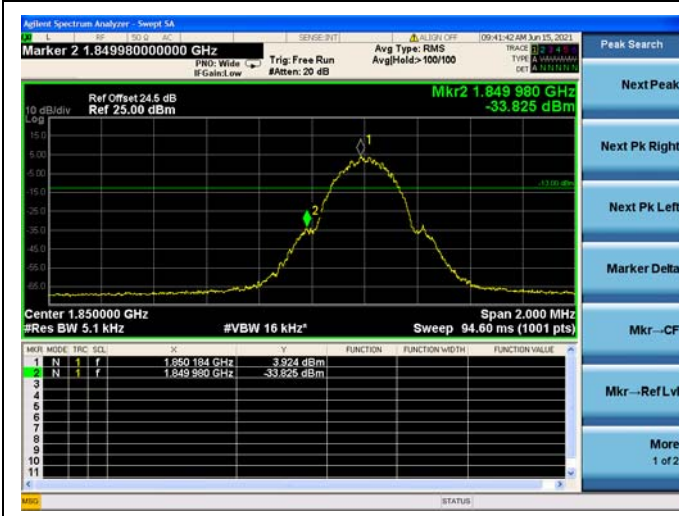 Agilent Spectrum Analyzer - Swept SA
L RF 50 Ω AC SENSE:INT ALIGN OFF 09:41:42 AM Jun 15, 2021
Marker 2 1.849980000000 GHz
PNO: Wide
IFGain:Low
Trig: Free Run
#Atten: 20 dB
Avg Type: RMS
Avg|Hold:>100/100
TRACE 1 2 3 4 5 6
TYPE A WWWWW
DET A N N N N N
Peak Search
Ref Offset 24.5 dB
10 dB/div Ref 25.00 dBm
Log
Mkr2 1.849 980 GHz
-33.825 dBm
15.0
5.00
-5.00
-15.0
-25.0
-35.0
-45.0
-55.0
-65.0
1
2
-13.00 dBm
Center 1.850000 GHz
Span 2.000 MHz
#Res BW 5.1 kHz #VBW 16 kHz* Sweep 94.60 ms (1001 pts)
MKR MODE TRC SCL X Y FUNCTION FUNCTION WIDTH FUNCTION VALUE
1 N 1 f 1.850 184 GHz 3.924 dBm
2 N 1 f 1.849 980 GHz -33.825 dBm
3
4
5
6
7
8
9
10
11
MSG STATUS
Next Peak
Next Pk Right
Next Pk Left
Marker Delta
Mkr→CF
Mkr→Ref Lvl
More
1 of 2